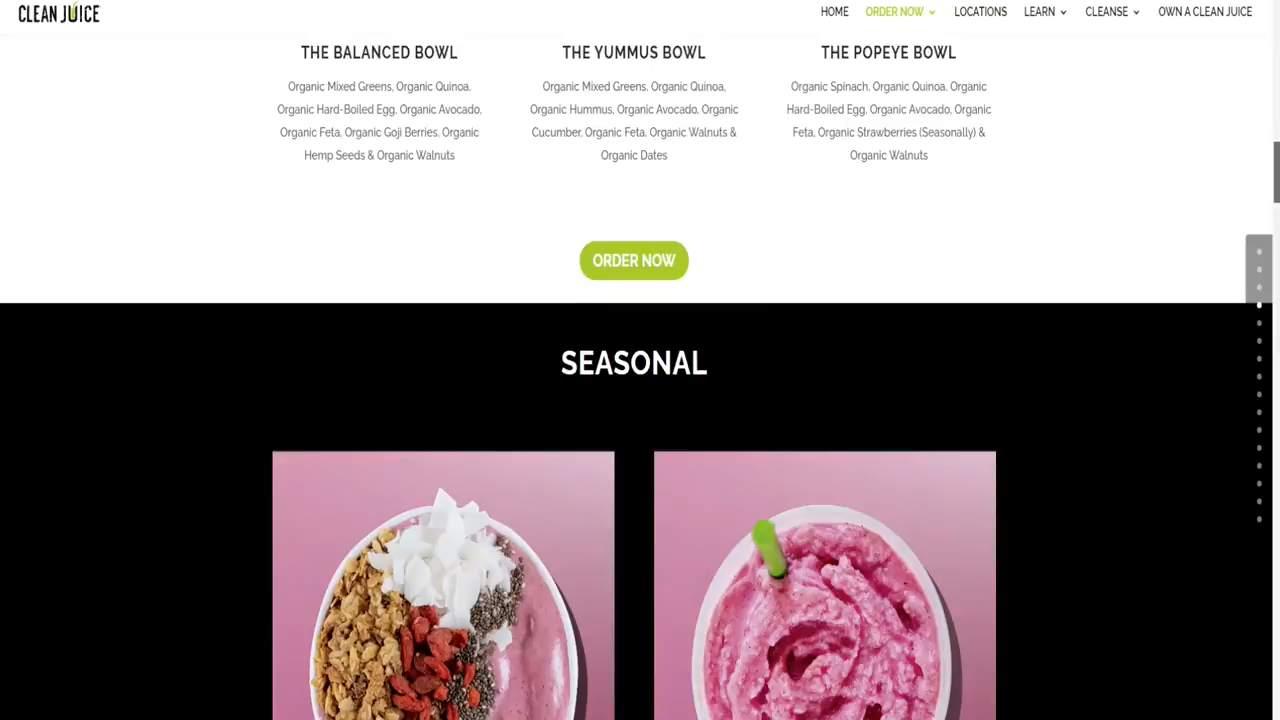 CLEAN JUICE
HOME ORDER NOW LOCATIONS LEARN CLEANSE OWN A CLEAN JUICE
THE BALANCED BOWL
Organic Mixed Greens, Organic Quinoa,
Organic Hard-Boiled Egg, Organic Avocado,
Organic Feta, Organic Goji Berries, Organic
Hemp Seeds & Organic Walnuts
THE YUMMUS BOWL
Organic Mixed Greens, Organic Quinoa,
Organic Hummus, Organic Avocado, Organic
Cucumber, Organic Feta, Organic Walnuts &
Organic Dates
THE POPEYE BOWL
Organic Spinach, Organic Quinoa, Organic
Hard-Boiled Egg, Organic Avocado, Organic
Feta, Organic Strawberries (Seasonally) &
Organic Walnuts
ORDER NOW
SEASONAL